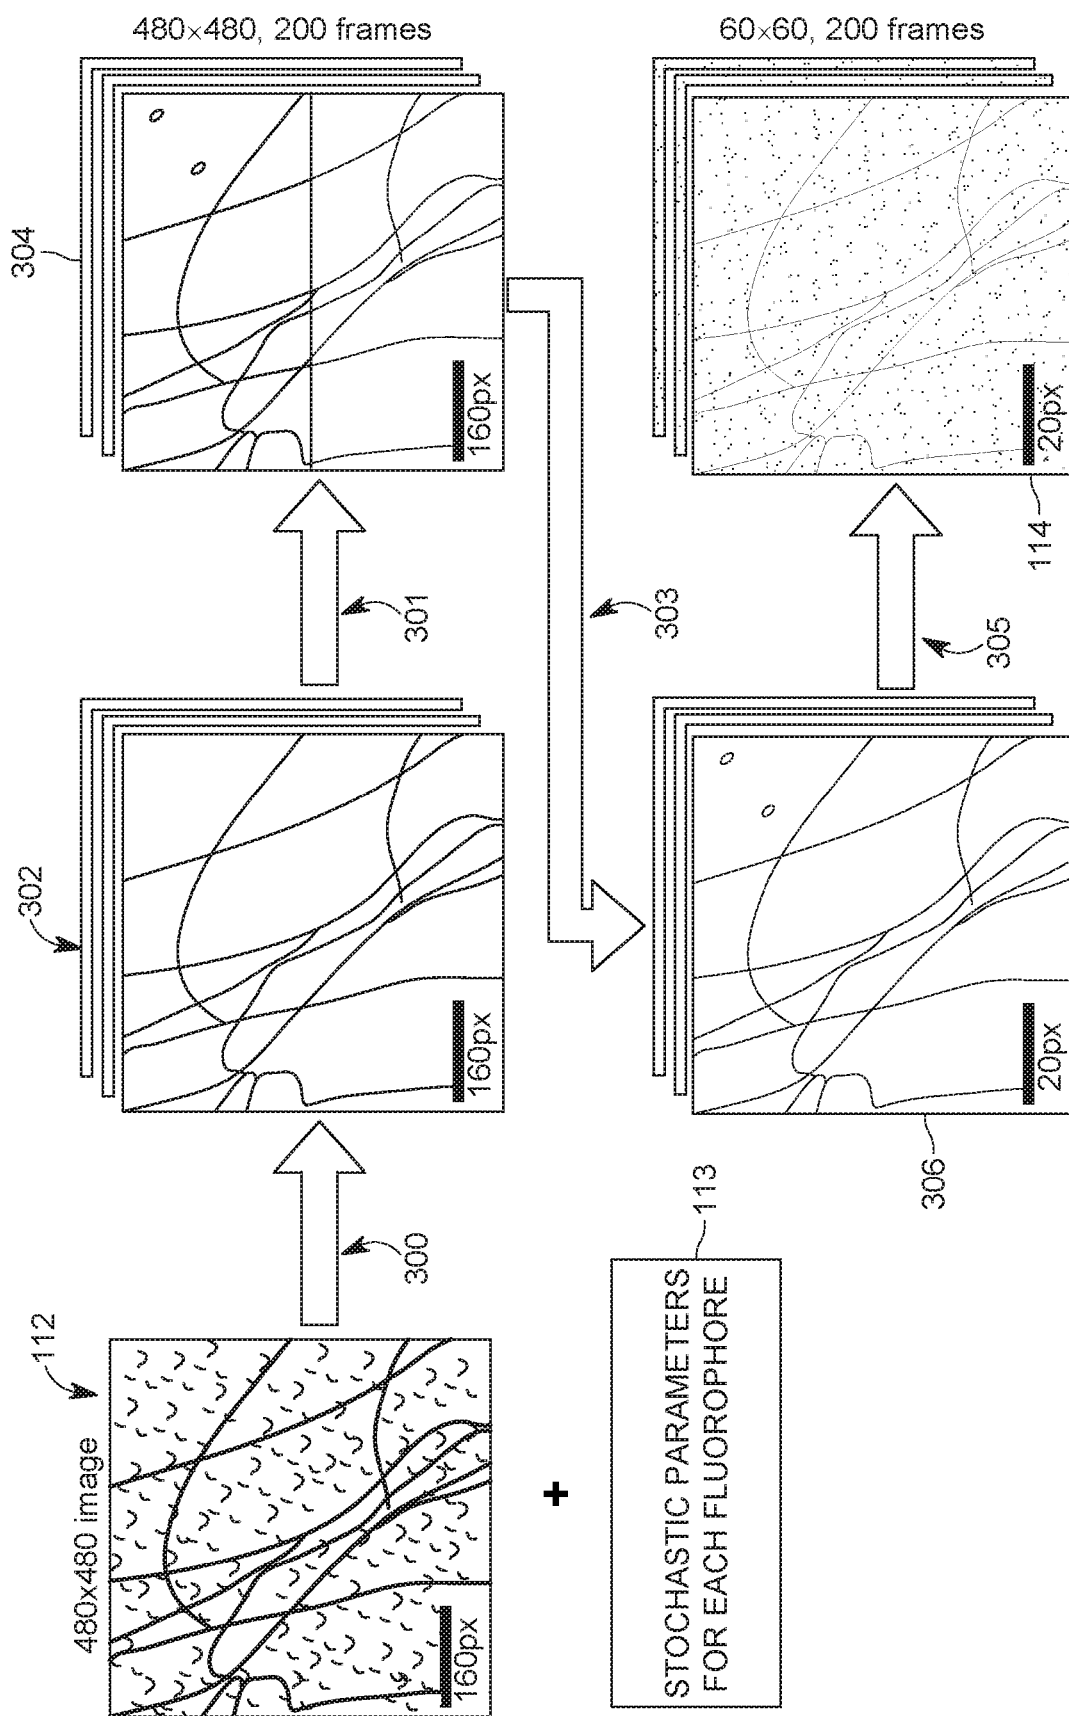 480x480 image
112
160px
+
STOCHASTIC PARAMETERS
FOR EACH FLUOROPHORE
113
300
302
160px
301
304
480×480, 200 frames
160px
303
306
20px
305
60×60, 200 frames
20px
114